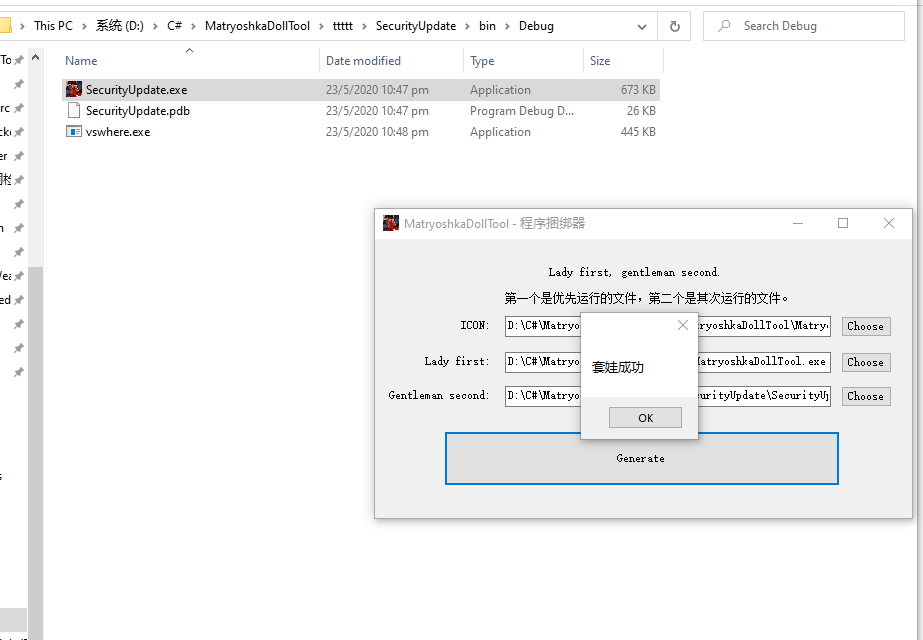 This PC > 系统 (D:) > C# > MatryoshkaDollTool > ttttt > SecurityUpdate > bin > Debug
Search Debug
Name Date modified Type Size
SecurityUpdate.exe 23/5/2020 10:47 pm Application 673 KB
SecurityUpdate.pdb 23/5/2020 10:47 pm Program Debug D... 26 KB
vswhere.exe 23/5/2020 10:48 pm Application 445 KB
MatryoshkaDollTool - 程序捆绑器
Lady first, gentleman second.
第一个是优先运行的文件，第二个是其次运行的文件。
ICON: D:\C#\Matryo ryoshkaDollTool\Matry Choose
Lady first: D:\C#\Matryo atryoshkaDollTool.exe Choose
Gentleman second: D:\C#\Matryo urityUpdate\SecurityUp Choose
套娃成功
OK
Generate